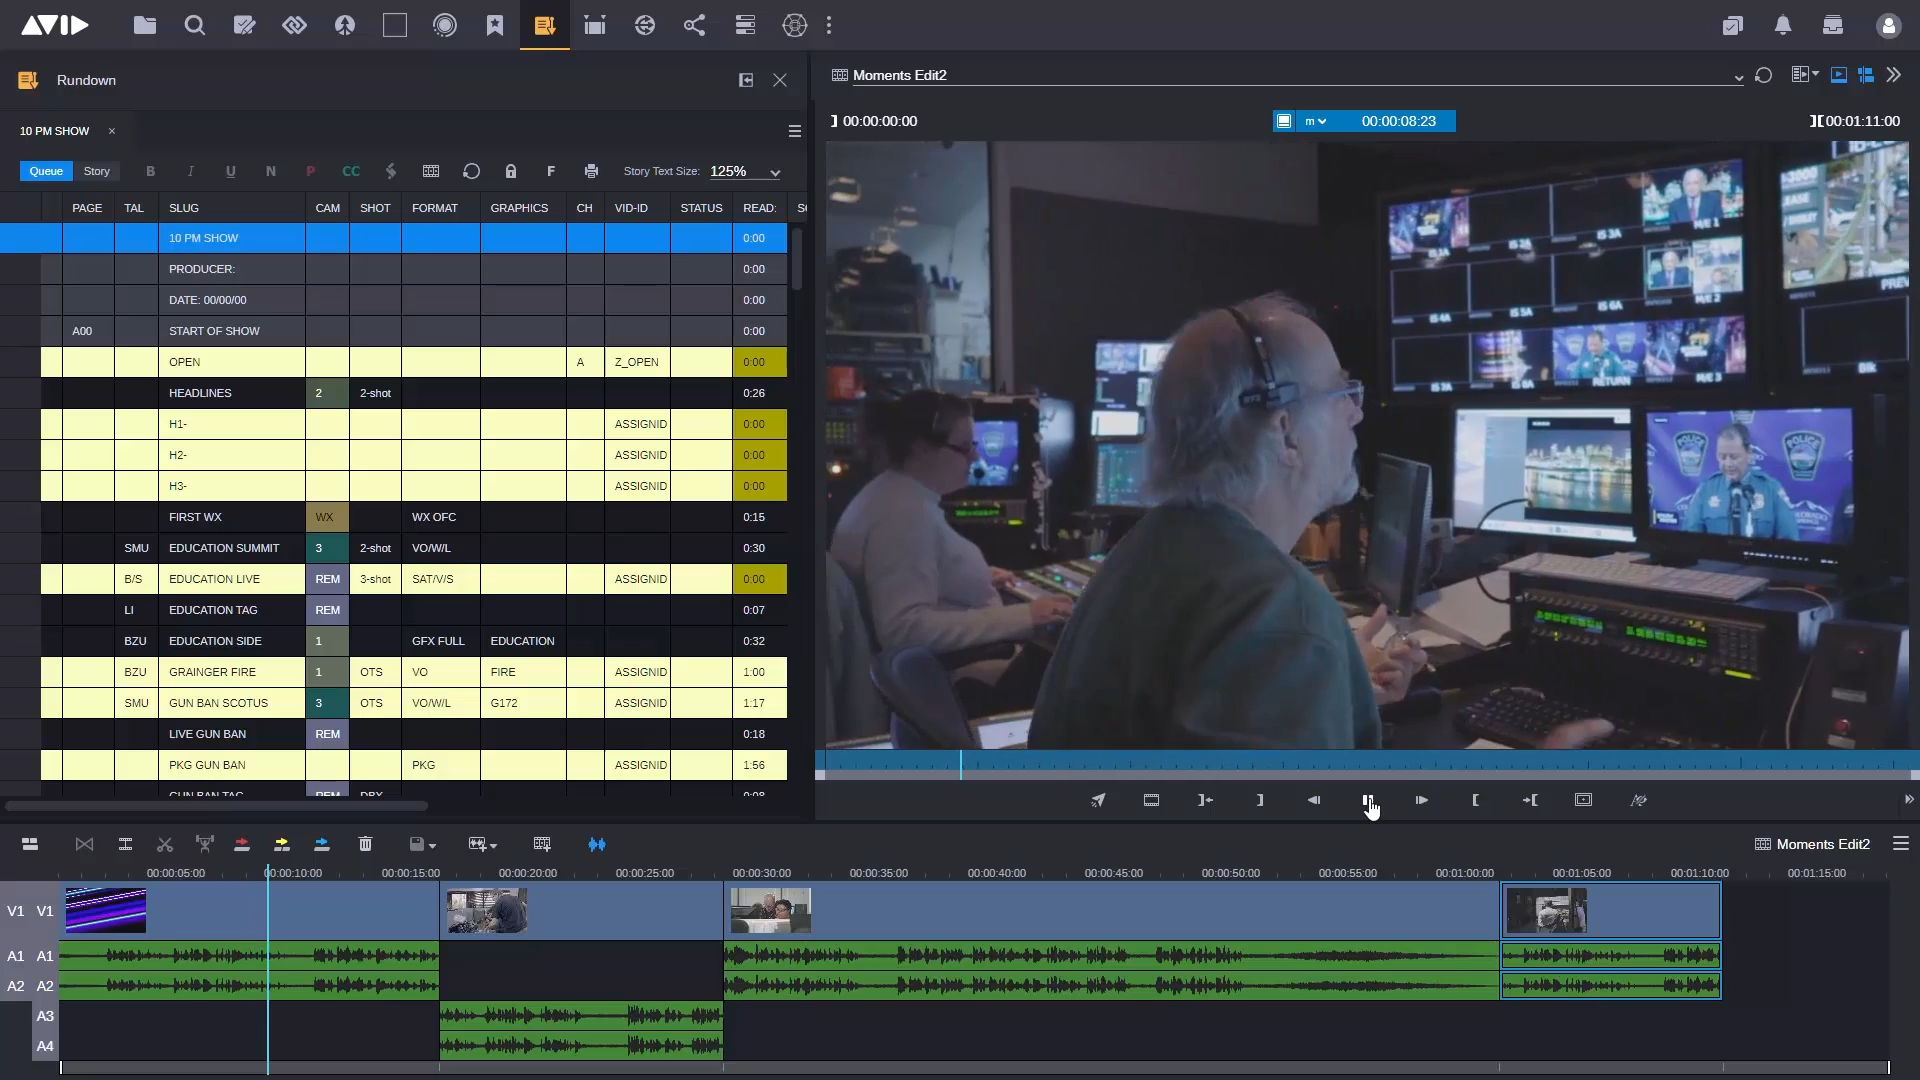 AVID
Rundown
10 PM SHOW ×
Queue Story B I U N P CC F Story Text Size: 125%
PAGE TAL SLUG CAM SHOT FORMAT GRAPHICS CH VID-ID STATUS READ:
10 PM SHOW 0:00
PRODUCER: 0:00
DATE: 00/00/00 0:00
A00 START OF SHOW 0:00
OPEN A Z_OPEN 0:00
HEADLINES 2 2-shot 0:26
H1- ASSIGNID 0:00
H2- ASSIGNID 0:00
H3- ASSIGNID 0:00
FIRST WX WX WX OFC 0:15
SMU EDUCATION SUMMIT 3 2-shot VO/W/L 0:30
B/S EDUCATION LIVE REM 3-shot SAT/V/S ASSIGNID 0:00
LI EDUCATION TAG REM 0:07
BZU EDUCATION SIDE 1 GFX FULL EDUCATION 0:32
BZU GRAINGER FIRE 1 OTS VO FIRE ASSIGNID 1:00
SMU GUN BAN SCOTUS 3 OTS VO/W/L G172 ASSIGNID 1:17
LIVE GUN BAN REM 0:18
PKG GUN BAN PKG ASSIGNID 1:56
GUN BAN TAG REM
Moments Edit2
00:00:00:00 m 00:00:08:23 00:01:11:00
M/E 1
M/E 2
M/E 3
RETURN
Blk
POLICE POLICE
Moments Edit2
00:00:05:00 00:00:10:00 00:00:15:00 00:00:20:00 00:00:25:00 00:00:30:00 00:00:35:00 00:00:40:00 00:00:45:00 00:00:50:00 00:00:55:00 00:01:00:00 00:01:05:00 00:01:10:00 00:01:15:00
V1 V1
A1 A1
A2 A2
A3
A4